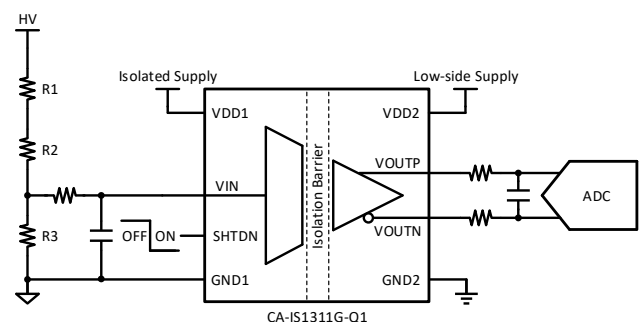 HV
R1
Isolated Supply
Low-side Supply
VDD1
VDD2
R2
Isolation Barrier
VOUTP
VIN
ADC
R3
OFF ON
SHTDN
VOUTN
GND1
GND2
CA-IS1311G-Q1